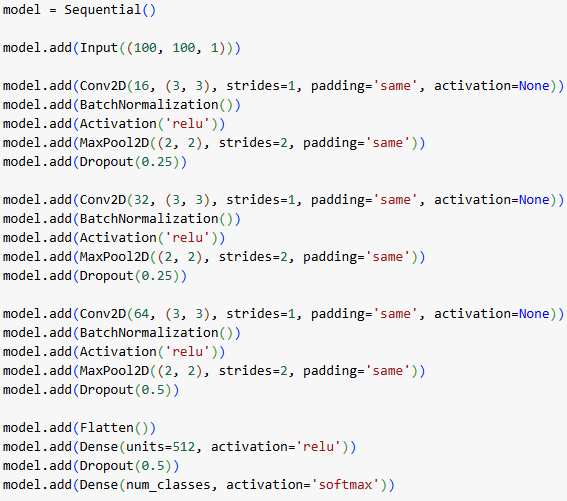 model = Sequential()
model.add(Input((100, 100, 1)))
model.add(Conv2D(16, (3, 3), strides=1, padding='same', activation=None))
model.add(BatchNormalization())
model.add(Activation('relu'))
model.add(MaxPool2D((2, 2), strides=2, padding='same'))
model.add(Dropout(0.25))
model.add(Conv2D(32, (3, 3), strides=1, padding='same', activation=None))
model.add(BatchNormalization())
model.add(Activation('relu'))
model.add(MaxPool2D((2, 2), strides=2, padding='same'))
model.add(Dropout(0.25))
model.add(Conv2D(64, (3, 3), strides=1, padding='same', activation=None))
model.add(BatchNormalization())
model.add(Activation('relu'))
model.add(MaxPool2D((2, 2), strides=2, padding='same'))
model.add(Dropout(0.5))
model.add(Flatten())
model.add(Dense(units=512, activation='relu'))
model.add(Dropout(0.5))
model.add(Dense(num_classes, activation='softmax'))